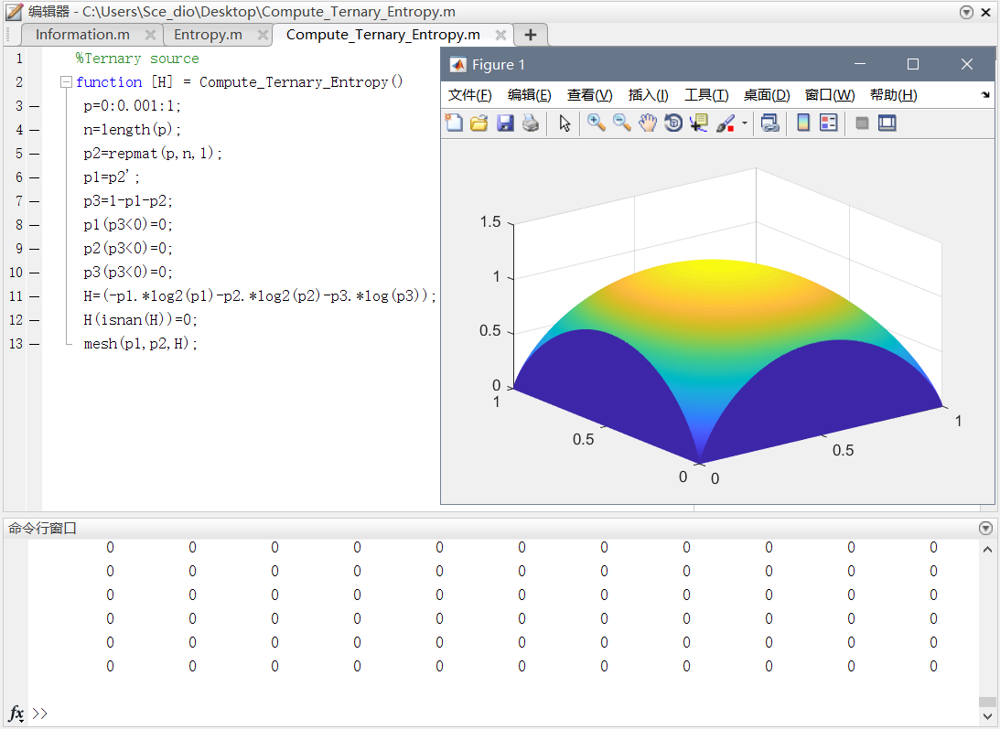 编辑器 - C:\Users\Sce_dio\Desktop\Compute_Ternary_Entropy.m
Information.m Entropy.m Compute_Ternary_Entropy.m
1 %Ternary source
2 function [H] = Compute_Ternary_Entropy()
3 p=0:0.001:1;
4 n=length(p);
5 p2=repmat(p,n,1);
6 p1=p2';
7 p3=1-p1-p2;
8 p1(p3<0)=0;
9 p2(p3<0)=0;
10 p3(p3<0)=0;
11 H=(-p1.*log2(p1)-p2.*log2(p2)-p3.*log(p3));
12 H(isnan(H))=0;
13 mesh(p1,p2,H);
Figure 1
文件(F) 编辑(E) 查看(V) 插入(I) 工具(T) 桌面(D) 窗口(W) 帮助(H)
1.5
1
0.5
0
1
0.5
0
0
0.5
1
命令行窗口
0 0 0 0 0 0 0 0 0 0 0
0 0 0 0 0 0 0 0 0 0 0
0 0 0 0 0 0 0 0 0 0 0
0 0 0 0 0 0 0 0 0 0 0
0 0 0 0 0 0 0 0 0 0 0
0 0 0 0 0 0 0 0 0 0 0
fx >>